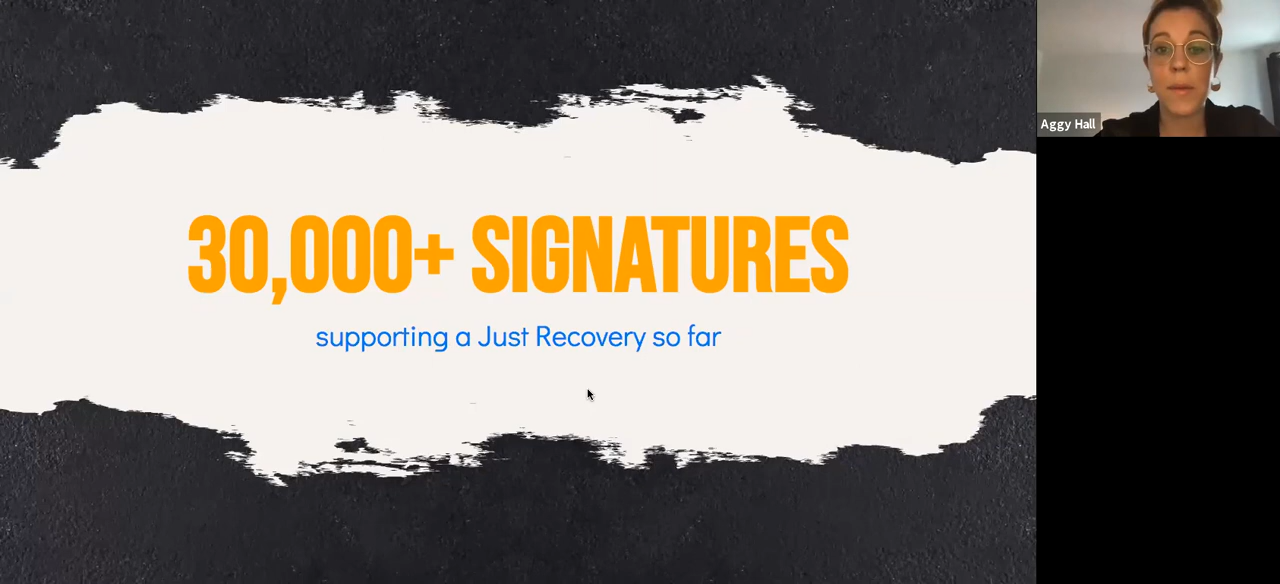 30,000+ SIGNATURES
supporting a Just Recovery so far
Aggy Hall